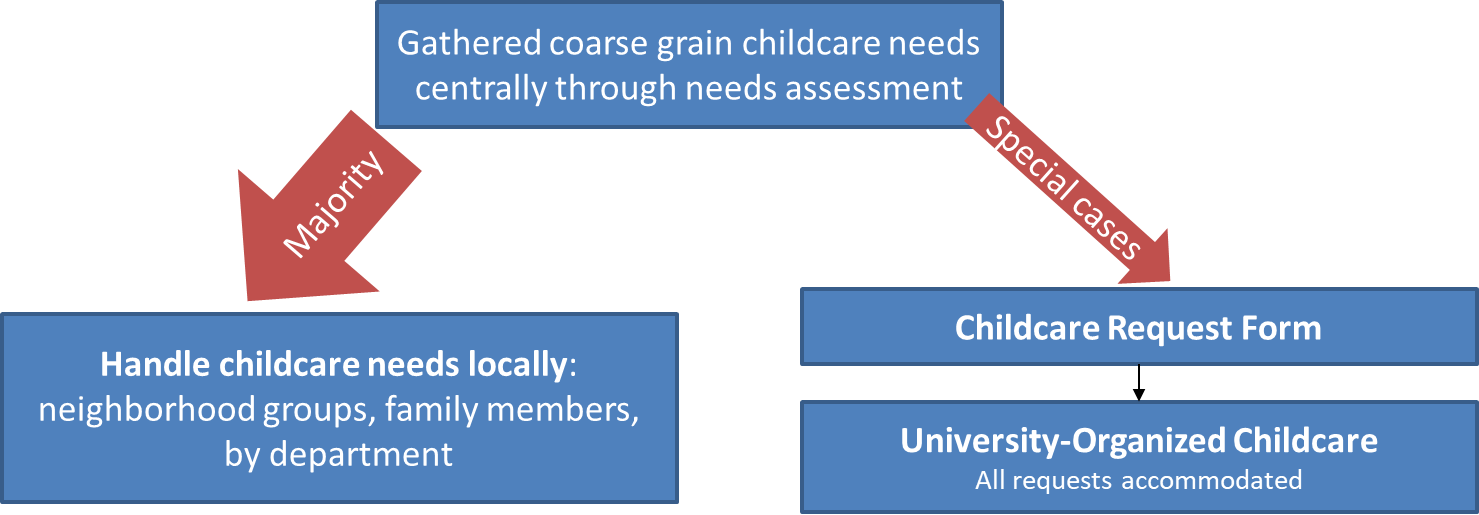 Gathered coarse grain childcare needs
centrally through needs assessment
Majority
Special cases
Handle childcare needs locally:
neighborhood groups, family members,
by department
Childcare Request Form
University-Organized Childcare
All requests accommodated